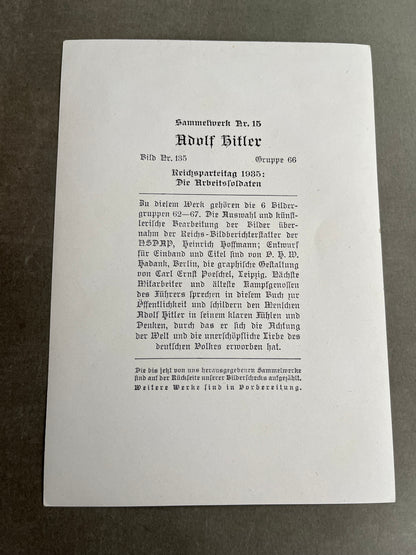 Sammelwerk Nr. 15
Adolf Hitler
Bild Nr. 135 Gruppe 66
Reichsparteitag 1935:
Die Arbeitssoldaten
Zu diesem Werk gehören die 6 Bilder-
gruppen 62—67. Die Auswahl und künst-
lerische Bearbeitung der Bilder über-
nahm der Reichs-Bildberichterstatter der
NSDAP, Heinrich Hoffmann; Entwurf
für Einband und Titel sind von O. H. W.
Hadank, Berlin, die graphische Gestaltung
von Carl Ernst Poeschel, Leipzig. Nächste
Mitarbeiter und älteste Kampfgenossen
des Führers sprechen in diesem Buch zur
Öffentlichkeit und schildern den Menschen
Adolf Hitler in seinem klaren Fühlen und
Denken, durch das er sich die Achtung
der Welt und die unerschöpfliche Liebe des
deutschen Volkes erworben hat.
Die bis jetzt von uns herausgegebenen Sammelwerke
sind auf der Rückseite unserer Bilderschecks aufgezählt.
Weitere Werke sind in Vorbereitung.